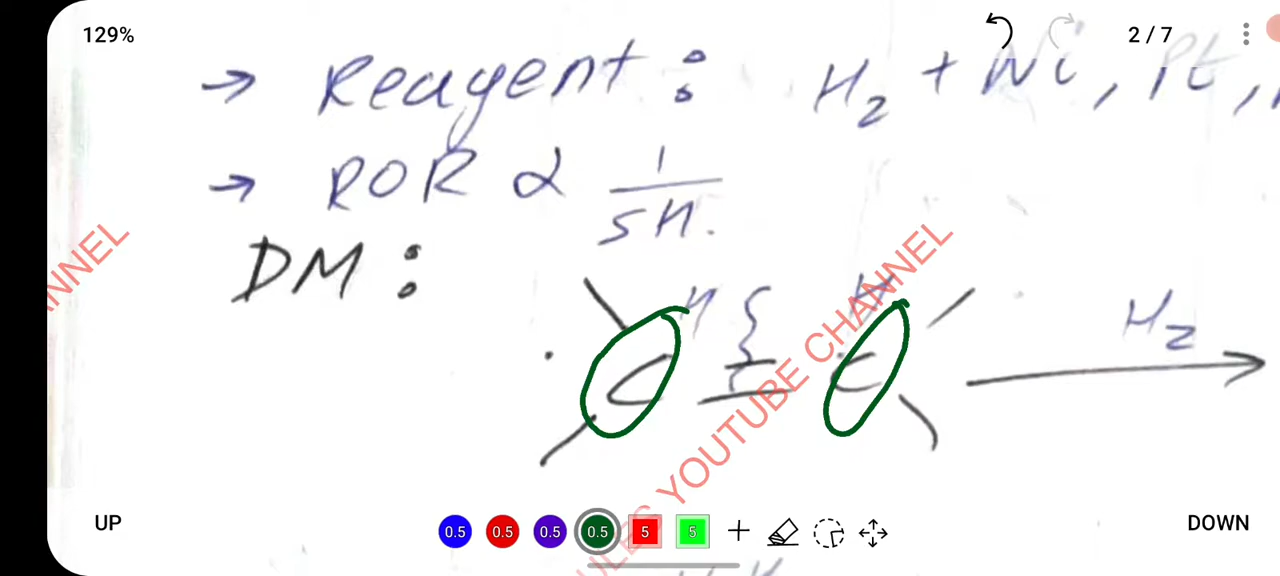 129%
2 / 7
→ Reagent : H2 + Ni, Pt,
→ ROR ∝ 1/SH.
DM :
H { H
C = C
H2
ANNEL
YOUTUBE CHANNEL
UP
0.5 0.5 0.5 0.5 5 5 +
DOWN